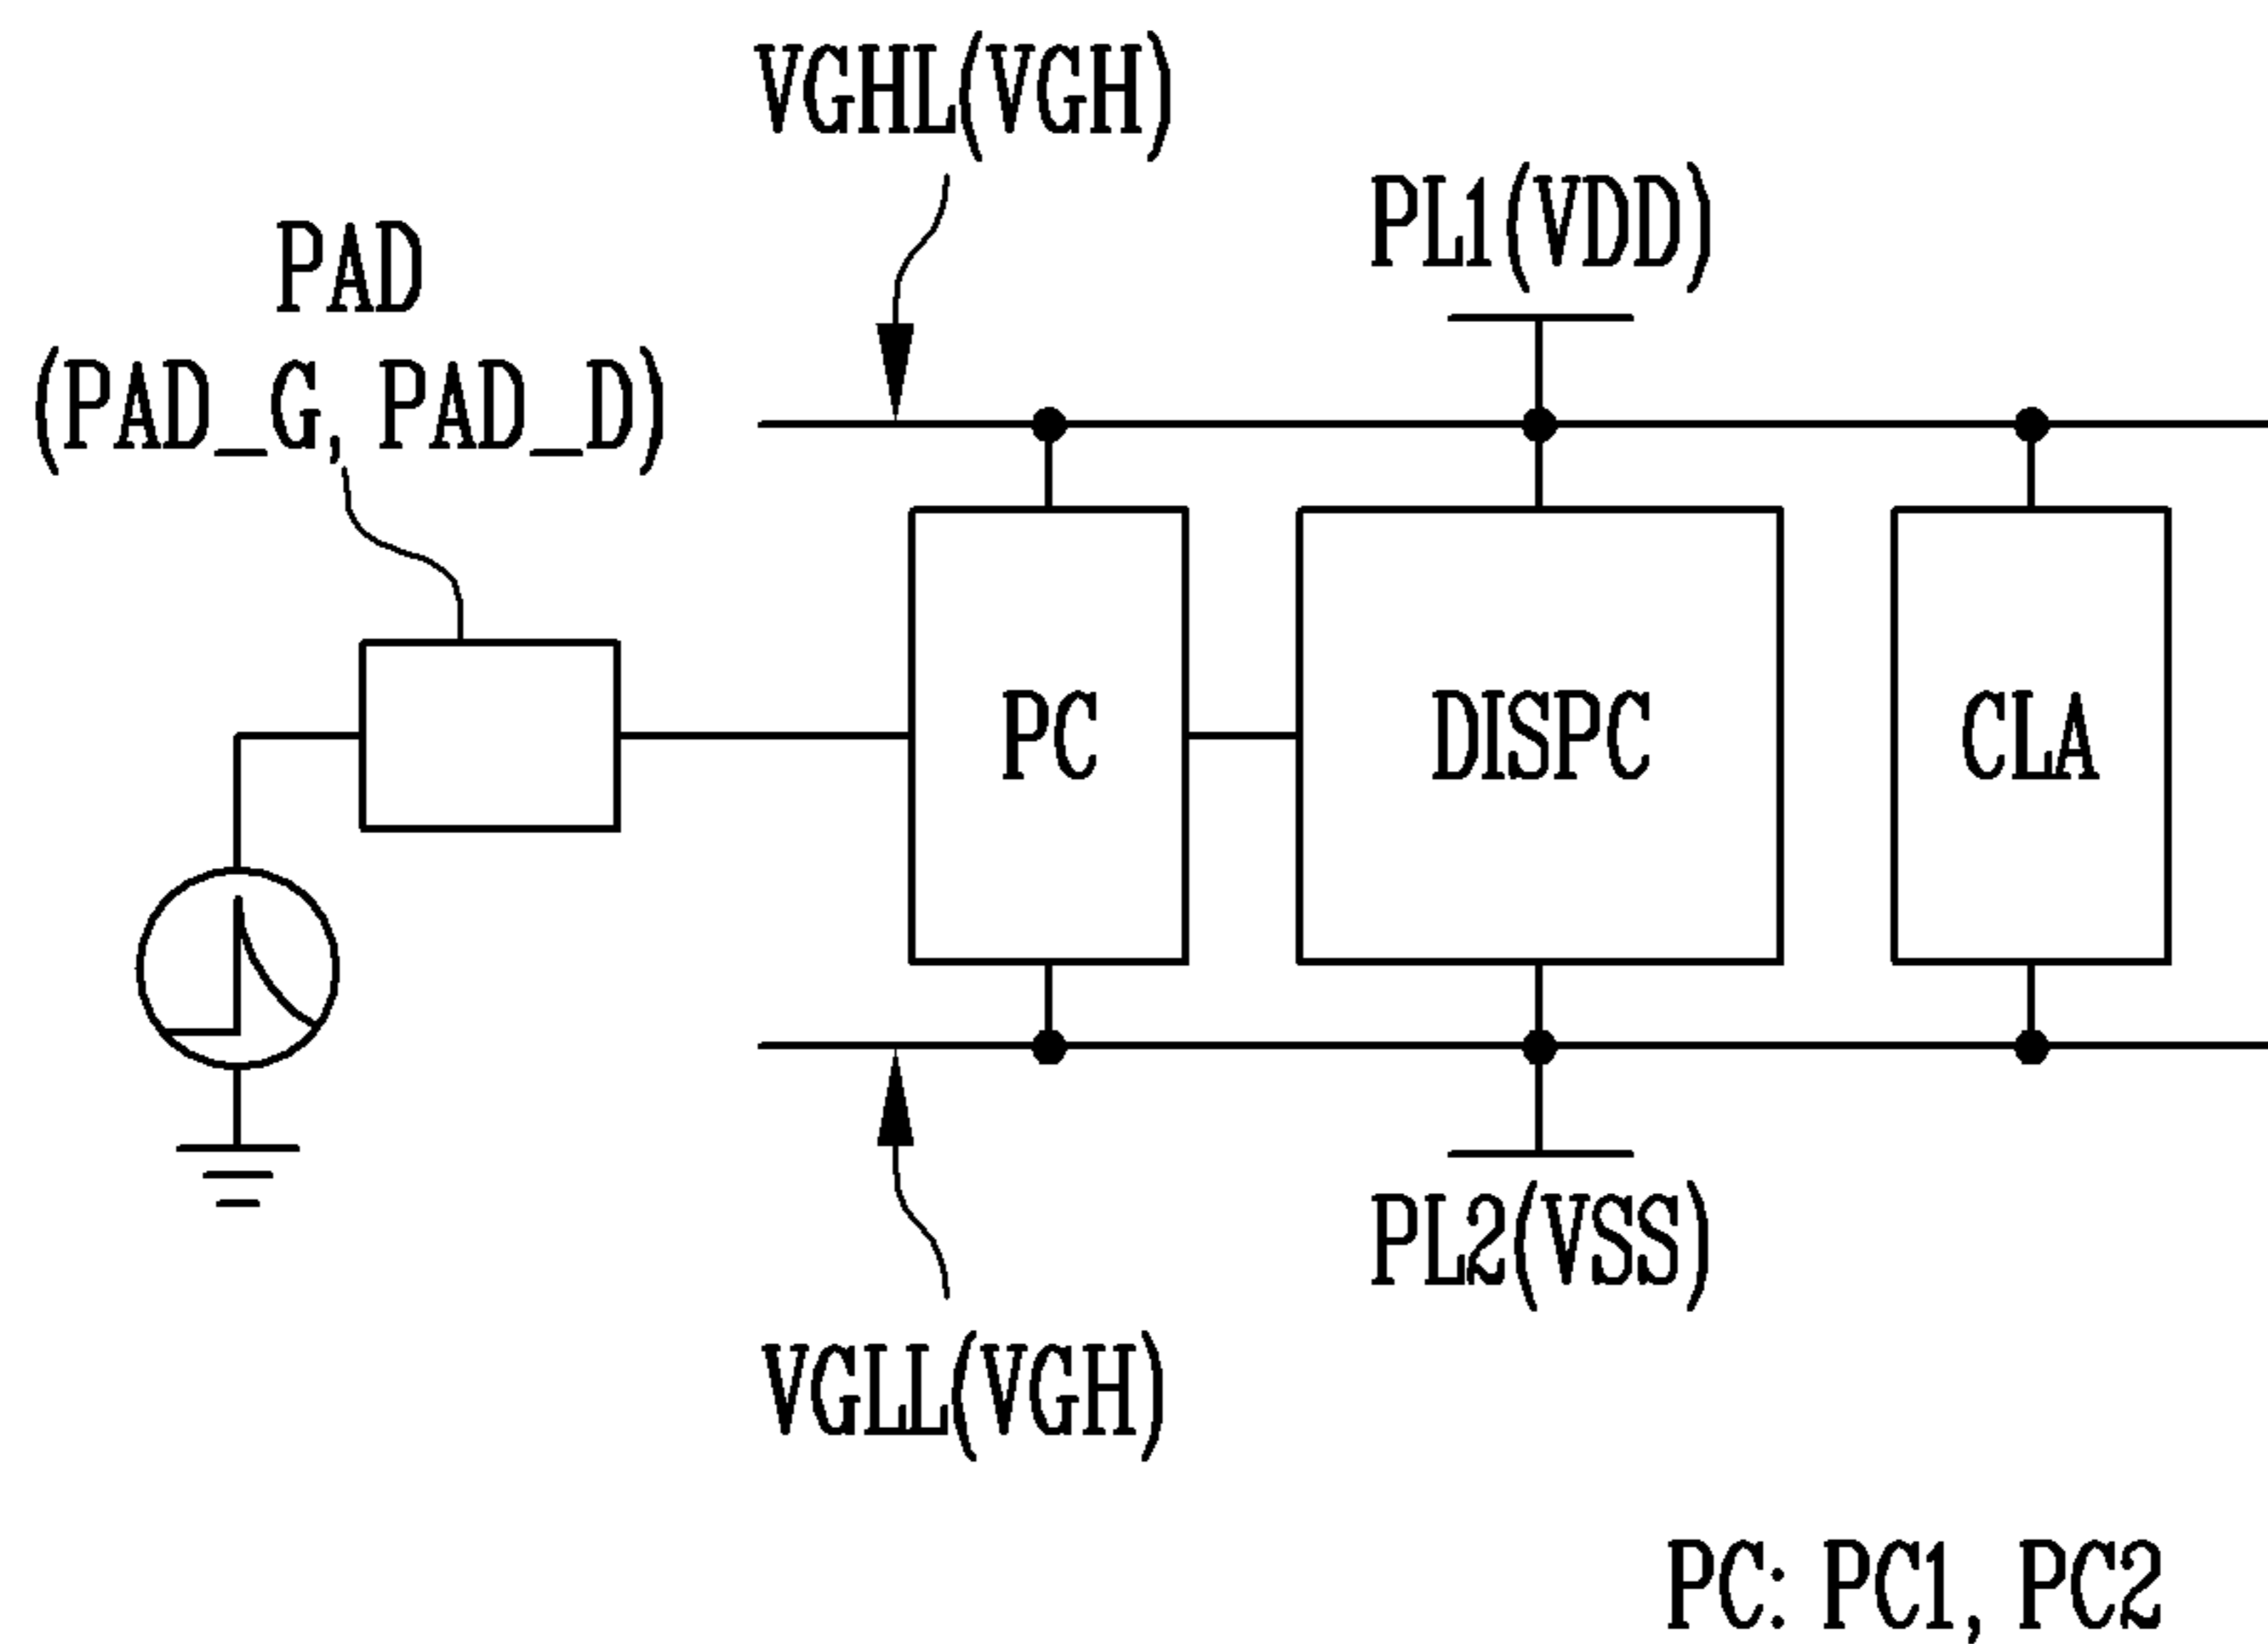 VGHL(VGH)
PL1(VDD)
PAD
(PAD_G, PAD_D)
PC
DISPC
CLA
PL2(VSS)
VGLL(VGH)
PC: PC1, PC2